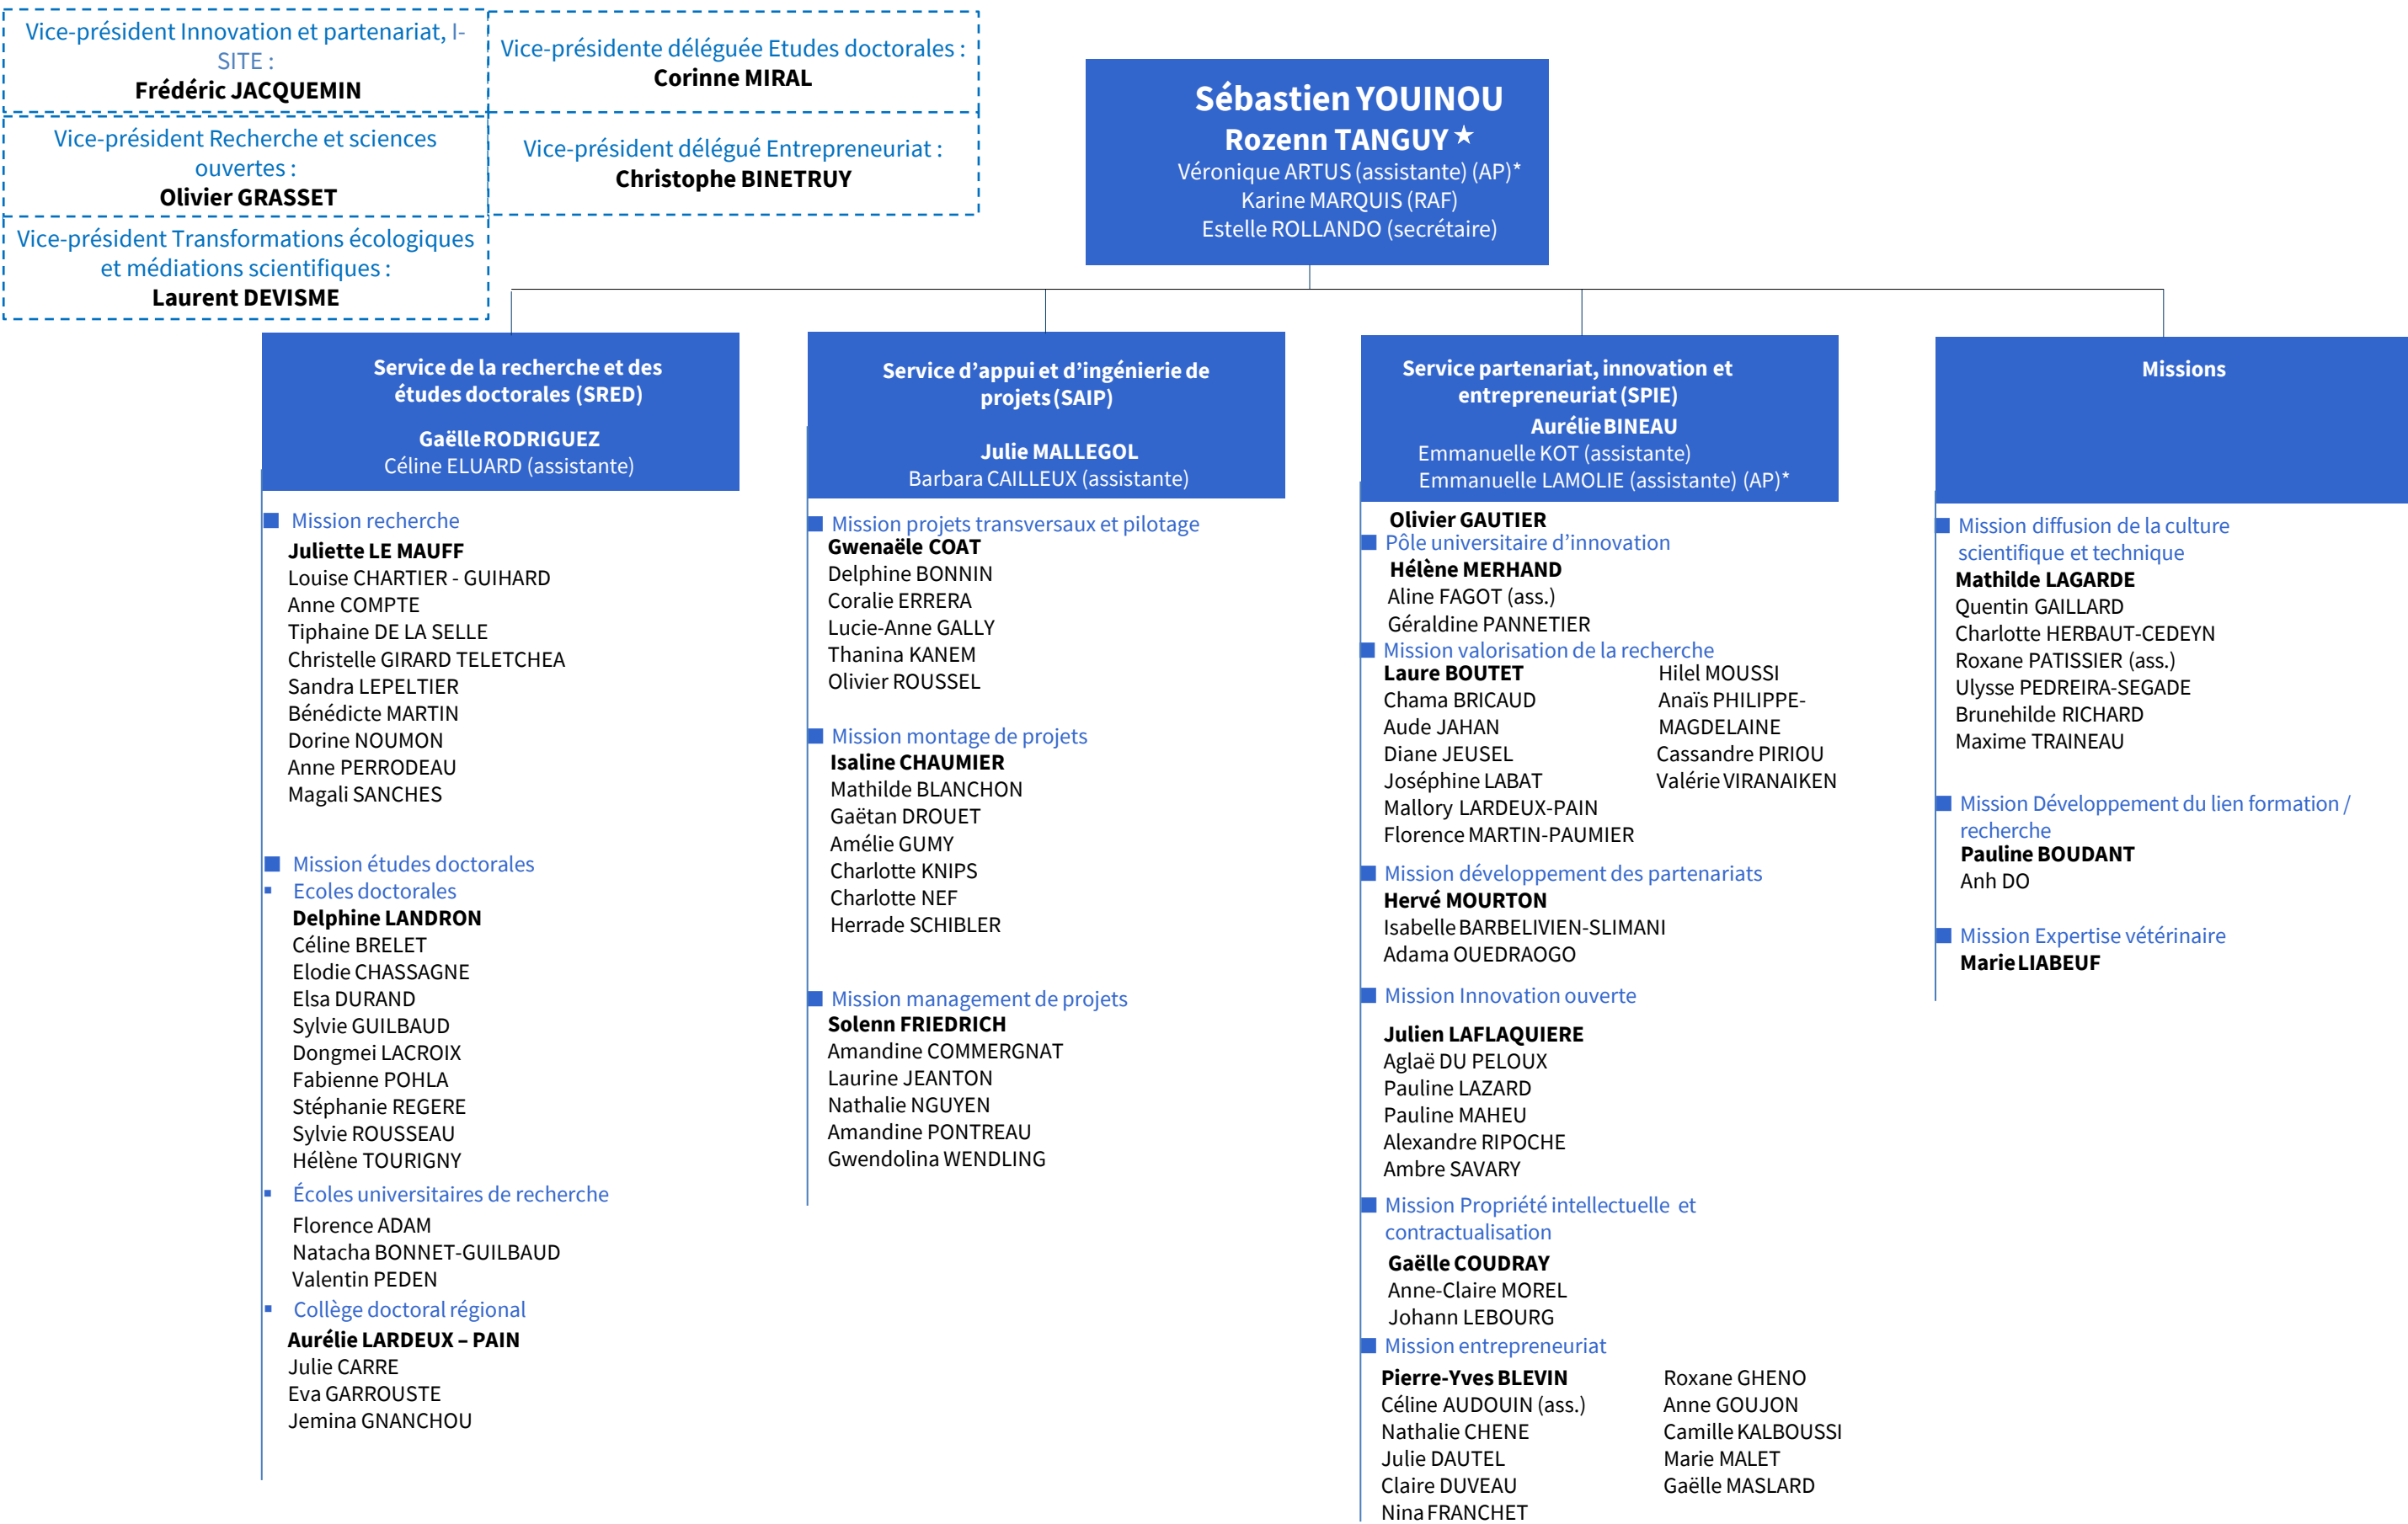 Vice-président Innovation et partenariat, I-
SITE :
Frédéric JACQUEMIN
Vice-présidente déléguée Etudes doctorales :
Corinne MIRAL
Vice-président Recherche et sciences
ouvertes :
Olivier GRASSET
Vice-président délégué Entrepreneuriat :
Christophe BINETRUY
Vice-président Transformations écologiques
et médiations scientifiques :
Laurent DEVISME
Sébastien YOUINOU
Rozenn TANGUY ★
Véronique ARTUS (assistante) (AP)*
Karine MARQUIS (RAF)
Estelle ROLLANDO (secrétaire)
Service de la recherche et des
études doctorales (SRED)
Gaëlle RODRIGUEZ
Céline ELUARD (assistante)
Mission recherche
Juliette LE MAUFF
Louise CHARTIER - GUIHARD
Anne COMPTE
Tiphaine DE LA SELLE
Christelle GIRARD TELETCHEA
Sandra LEPELTIER
Bénédicte MARTIN
Dorine NOUMON
Anne PERRODEAU
Magali SANCHES
Mission études doctorales
Ecoles doctorales
Delphine LANDRON
Céline BRELET
Elodie CHASSAGNE
Elsa DURAND
Sylvie GUILBAUD
Dongmei LACROIX
Fabienne POHLA
Stéphanie REGERE
Sylvie ROUSSEAU
Hélène TOURIGNY
Écoles universitaires de recherche
Florence ADAM
Natacha BONNET-GUILBAUD
Valentin PEDEN
Collège doctoral régional
Aurélie LARDEUX – PAIN
Julie CARRE
Eva GARROUSTE
Jemina GNANCHOU
Service d’appui et d’ingénierie de
projets (SAIP)
Julie MALLEGOL
Barbara CAILLEUX (assistante)
Mission projets transversaux et pilotage
Gwenaële COAT
Delphine BONNIN
Coralie ERRERA
Lucie-Anne GALLY
Thanina KANEM
Olivier ROUSSEL
Mission montage de projets
Isaline CHAUMIER
Mathilde BLANCHON
Gaëtan DROUET
Amélie GUMY
Charlotte KNIPS
Charlotte NEF
Herrade SCHIBLER
Mission management de projets
Solenn FRIEDRICH
Amandine COMMERGNAT
Laurine JEANTON
Nathalie NGUYEN
Amandine PONTREAU
Gwendolina WENDLING
Service partenariat, innovation et
entrepreneuriat (SPIE)
Aurélie BINEAU
Emmanuelle KOT (assistante)
Emmanuelle LAMOLIE (assistante) (AP)*
Olivier GAUTIER
Pôle universitaire d’innovation
Hélène MERHAND
Aline FAGOT (ass.)
Géraldine PANNETIER
Mission valorisation de la recherche
Laure BOUTET
Chama BRICAUD
Aude JAHAN
Diane JEUSEL
Joséphine LABAT
Mallory LARDEUX-PAIN
Florence MARTIN-PAUMIER
Hilel MOUSSI
Anaïs PHILIPPE-
MAGDELAINE
Cassandre PIRIOU
Valérie VIRANAIKEN
Mission développement des partenariats
Hervé MOURTON
Isabelle BARBELIVIEN-SLIMANI
Adama OUEDRAOGO
Mission Innovation ouverte
Julien LAFLAQUIERE
Aglaë DU PELOUX
Pauline LAZARD
Pauline MAHEU
Alexandre RIPOCHE
Ambre SAVARY
Mission Propriété intellectuelle et
contractualisation
Gaëlle COUDRAY
Anne-Claire MOREL
Johann LEBOURG
Mission entrepreneuriat
Pierre-Yves BLEVIN
Céline AUDOUIN (ass.)
Nathalie CHENE
Julie DAUTEL
Claire DUVEAU
Nina FRANCHET
Roxane GHENO
Anne GOUJON
Camille KALBOUSSI
Marie MALET
Gaëlle MASLARD
Missions
Mission diffusion de la culture
scientifique et technique
Mathilde LAGARDE
Quentin GAILLARD
Charlotte HERBAUT-CEDEYN
Roxane PATISSIER (ass.)
Ulysse PEDREIRA-SEGADE
Brunehilde RICHARD
Maxime TRAINEAU
Mission Développement du lien formation /
recherche
Pauline BOUDANT
Anh DO
Mission Expertise vétérinaire
Marie LIABEUF